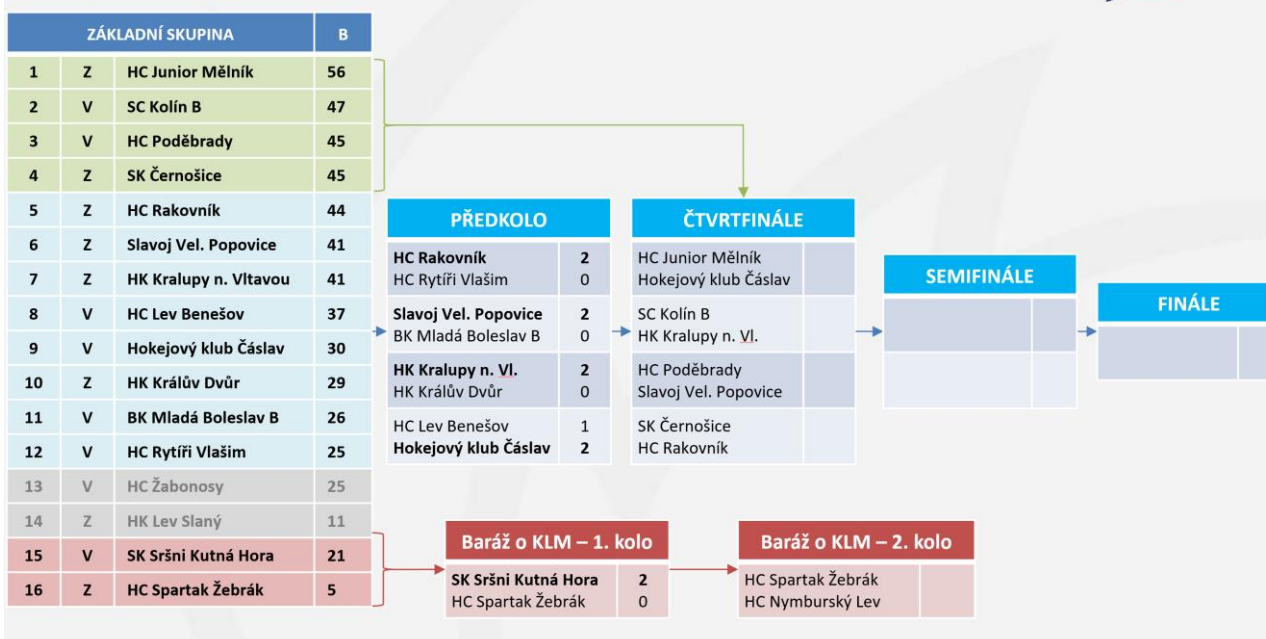 ZÁKLADNÍ SKUPINA B
1 Z HC Junior Mělník 56
2 V SC Kolín B 47
3 V HC Poděbrady 45
4 Z SK Černošice 45
5 Z HC Rakovník 44
6 Z Slavoj Vel. Popovice 41
7 Z HK Kralupy n. Vltavou 41
8 V HC Lev Benešov 37
9 V Hokejový klub Čáslav 30
10 Z HK Králův Dvůr 29
11 V BK Mladá Boleslav B 26
12 V HC Rytíři Vlašim 25
13 V HC Žabonosy 25
14 Z HK Lev Slaný 11
15 V SK Sršni Kutná Hora 21
16 Z HC Spartak Žebrák 5
PŘEDKOLO
HC Rakovník 2
HC Rytíři Vlašim 0
Slavoj Vel. Popovice 2
BK Mladá Boleslav B 0
HK Kralupy n. Vl. 2
HK Králův Dvůr 0
HC Lev Benešov 1
Hokejový klub Čáslav 2
ČTVRTFINÁLE
HC Junior Mělník
Hokejový klub Čáslav
SC Kolín B
HK Kralupy n. Vl.
HC Poděbrady
Slavoj Vel. Popovice
SK Černošice
HC Rakovník
SEMIFINÁLE
FINÁLE
Baráž o KLM – 1. kolo
SK Sršni Kutná Hora 2
HC Spartak Žebrák 0
Baráž o KLM – 2. kolo
HC Spartak Žebrák
HC Nymburský Lev